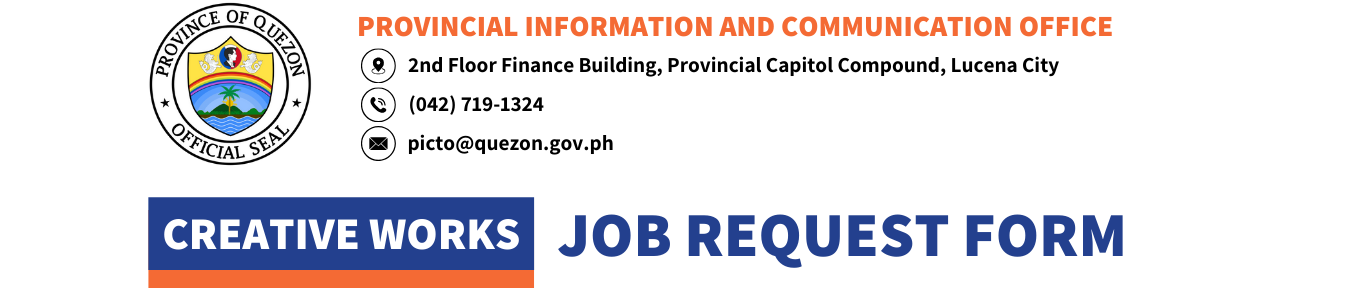 PROVINCE OF QUEZON
OFFICIAL SEAL
PROVINCIAL INFORMATION AND COMMUNICATION OFFICE
2nd Floor Finance Building, Provincial Capitol Compound, Lucena City
(042) 719-1324
picto@quezon.gov.ph
CREATIVE WORKS JOB REQUEST FORM